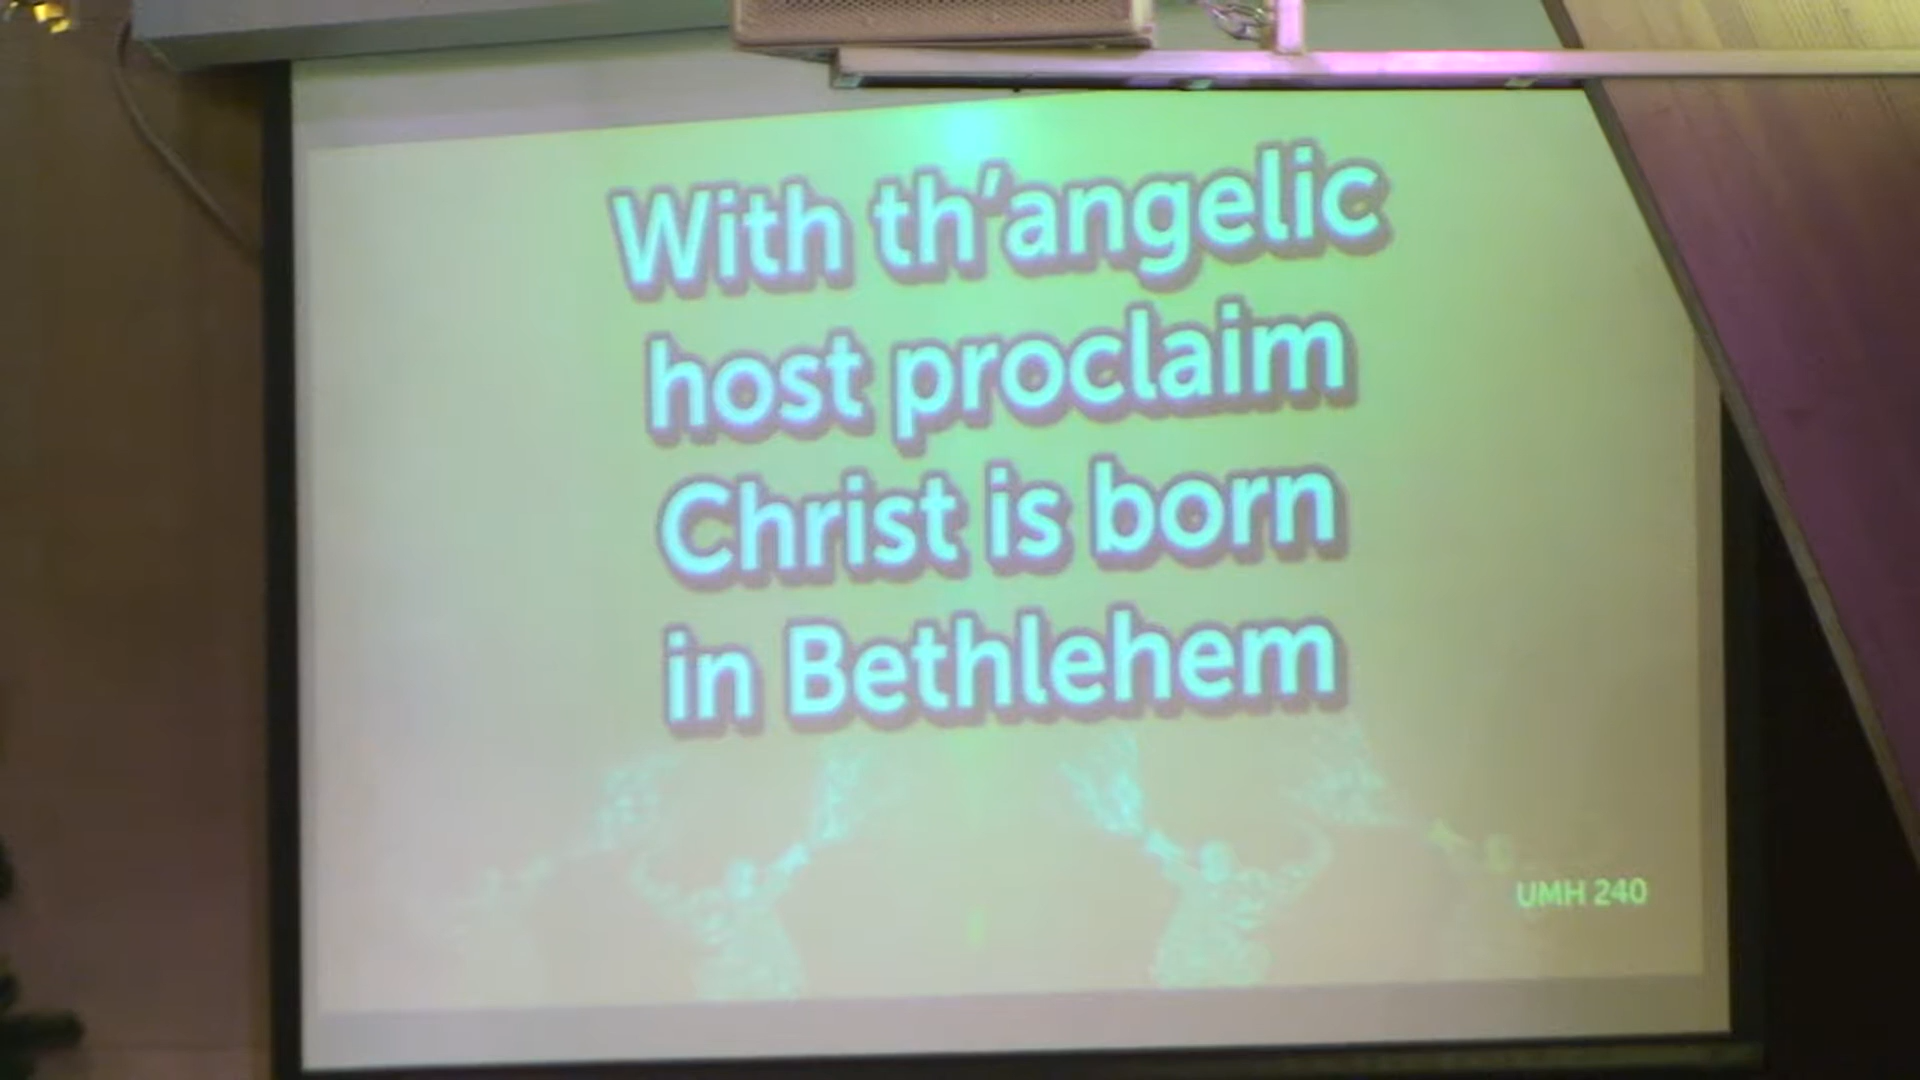 With th’angelic
host proclaim
Christ is born
in Bethlehem
UMH 240